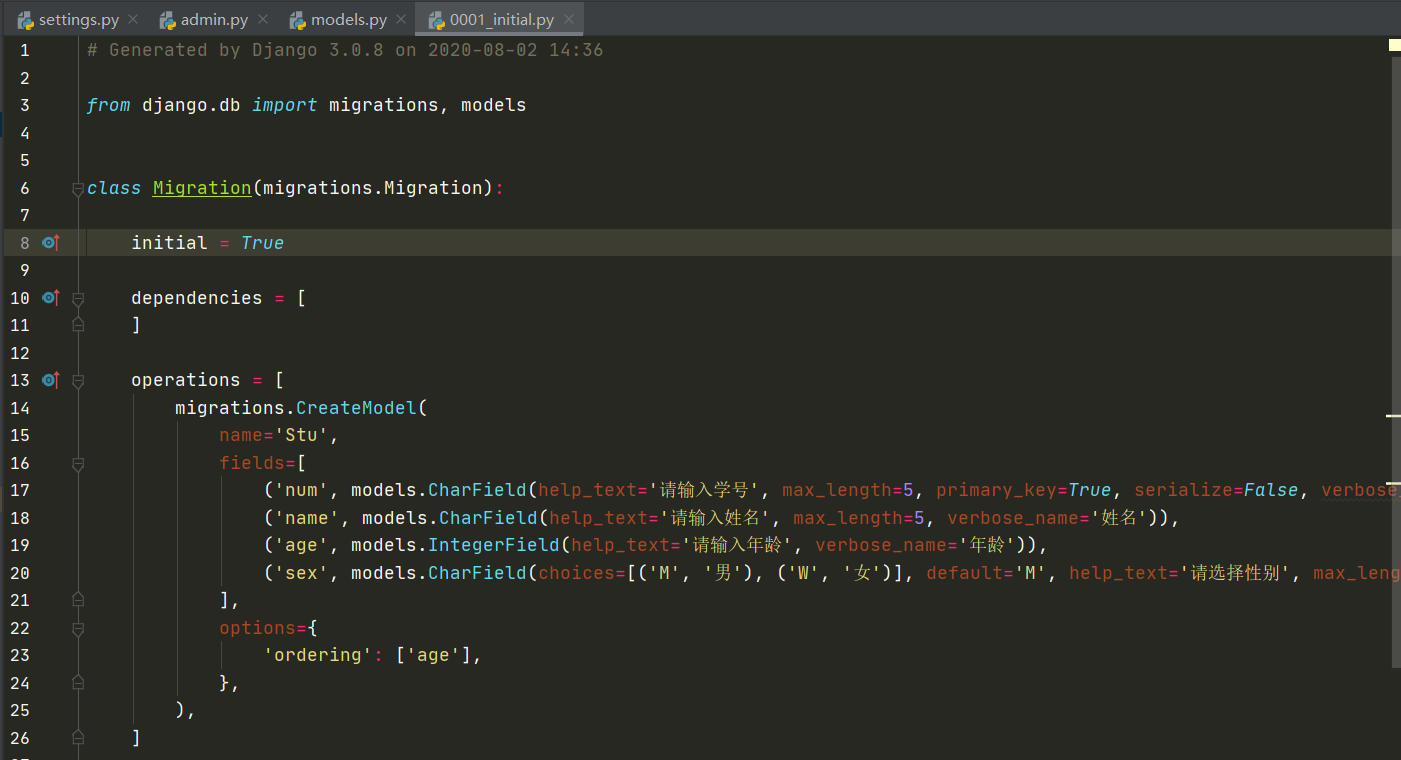 settings.py admin.py models.py 0001_initial.py
1 # Generated by Django 3.0.8 on 2020-08-02 14:36
2
3 from django.db import migrations, models
4
5
6 class Migration(migrations.Migration):
7
8 initial = True
9
10 dependencies = [
11 ]
12
13 operations = [
14 migrations.CreateModel(
15 name='Stu',
16 fields=[
17 ('num', models.CharField(help_text='请输入学号', max_length=5, primary_key=True, serialize=False, verbose
18 ('name', models.CharField(help_text='请输入姓名', max_length=5, verbose_name='姓名')),
19 ('age', models.IntegerField(help_text='请输入年龄', verbose_name='年龄')),
20 ('sex', models.CharField(choices=[('M', '男'), ('W', '女')], default='M', help_text='请选择性别', max_leng
21 ],
22 options={
23 'ordering': ['age'],
24 },
25 ),
26 ]